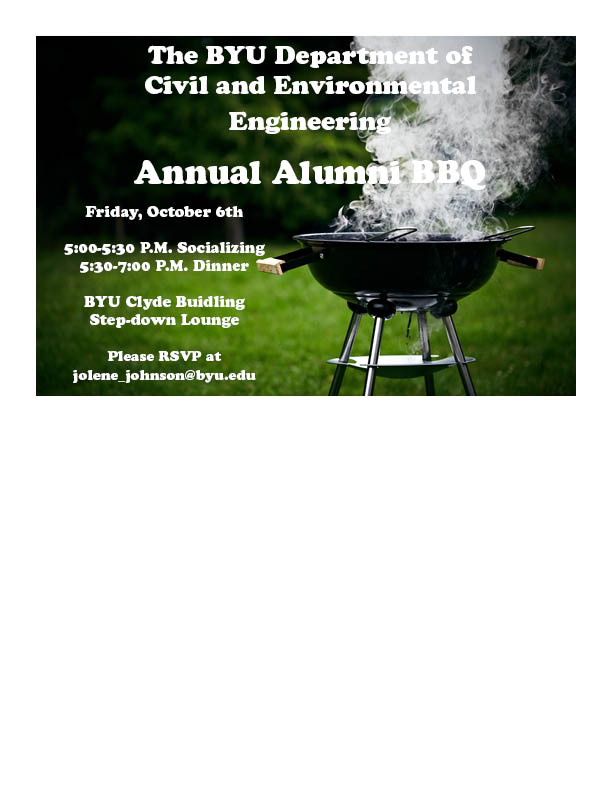 The BYU Department of
Civil and Environmental
Engineering
Annual Alumni BBQ
Friday, October 6th
5:00-5:30 P.M. Socializing
5:30-7:00 P.M. Dinner
BYU Clyde Buidling
Step-down Lounge
Please RSVP at
jolene_johnson@byu.edu